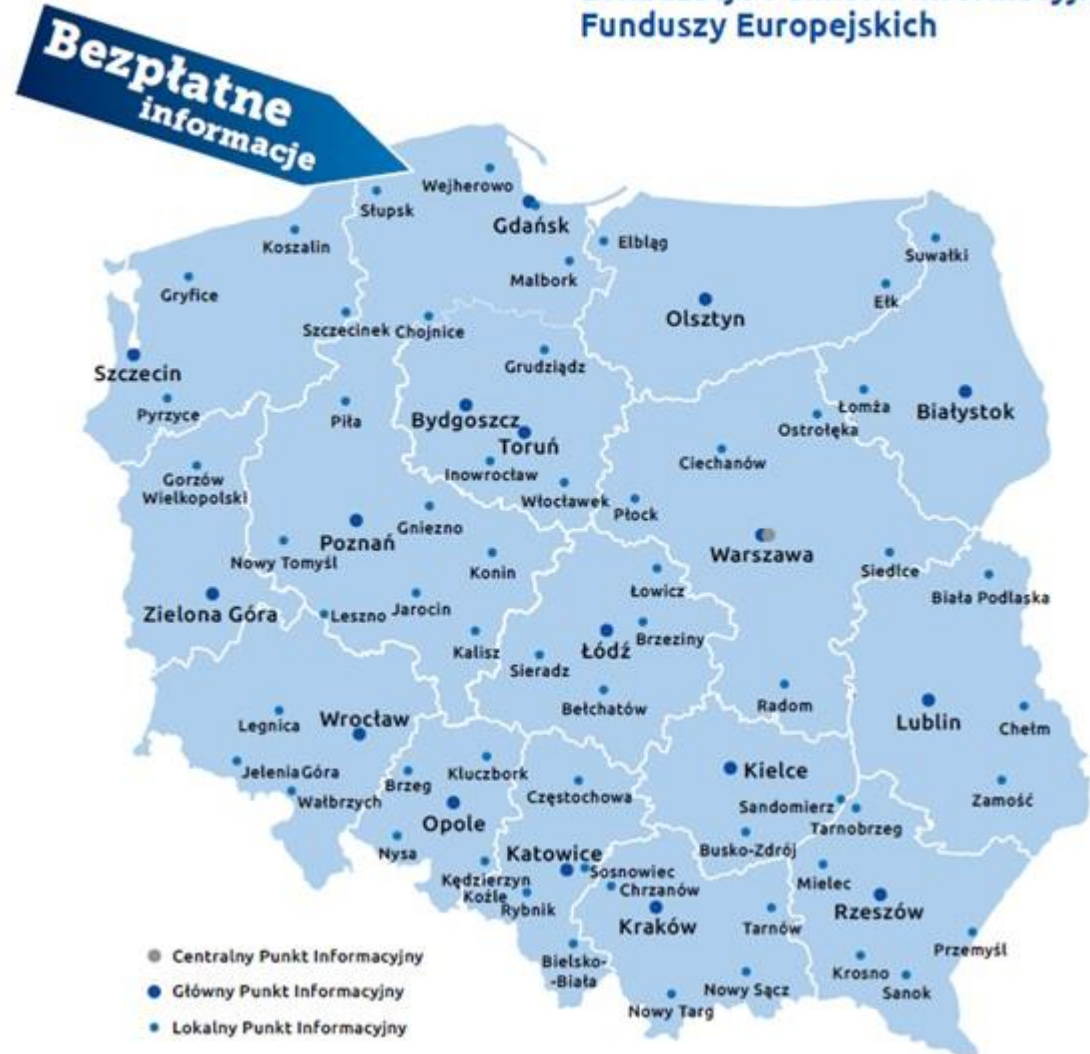 Funduszy Europejskich
Bezpłatne
informacje
Wejherowo
Słupsk
Gdańsk
Koszalin
Elbląg
Suwałki
Malbork
Gryfice
Ełk
Olsztyn
Szczecinek
Chojnice
Grudziądz
Szczecin
Pyrzyce
Piła
Bydgoszcz
Łomża
Białystok
Ostrołęka
Toruń
Ciechanów
Inowrocław
Gorzów
Wielkopolski
Włocławek
Płock
Gniezno
Poznań
Nowy Tomyśl
Warszawa
Konin
Siedlce
Łowicz
Biała Podlaska
Zielona Góra
Leszno
Jarocin
Brzeziny
Kalisz
Łódź
Sieradz
Bełchatów
Radom
Legnica
Wrocław
Lublin
Chełm
Jelenia Góra
Kluczbork
Kielce
Brzeg
Wałbrzych
Częstochowa
Sandomierz
Zamość
Opole
Tarnobrzeg
Nysa
Katowice
Busko-Zdrój
Sosnowiec
Kędzierzyn
Koźle
Chrzanów
Mielec
Rybnik
Kraków
Rzeszów
Tarnów
Przemyśl
Bielsko-
-Biała
Krosno
Nowy Sącz
Sanok
Nowy Targ
Centralny Punkt Informacyjny
Główny Punkt Informacyjny
Lokalny Punkt Informacyjny